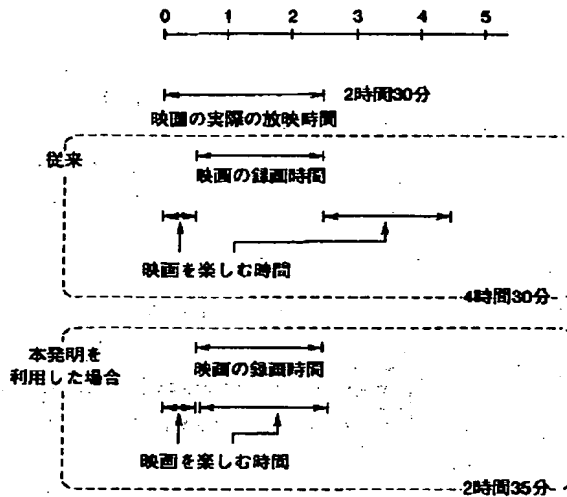 0 1 2 3 4 5
2時間30分
映画の実際の放映時間
従来
映画の録画時間
映画を楽しむ時間
4時間30分
本発明を
利用した場合
映画の録画時間
映画を楽しむ時間
2時間35分